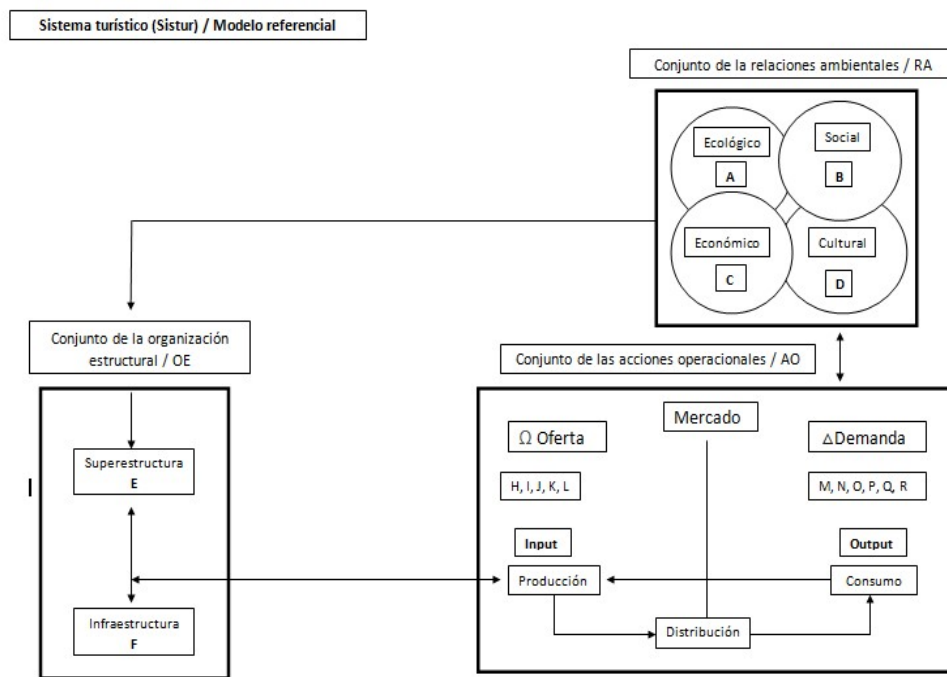 Sistema turístico (Sistur) / Modelo referencial
Conjunto de la relaciones ambientales / RA
Ecológico
A
Social
B
Económico
C
Cultural
D
Conjunto de la organización
estructural / OE
Superestructura
E
Infraestructura
F
Conjunto de las acciones operacionales / AO
Mercado
Ω Oferta
Δ Demanda
H, I, J, K, L
M, N, O, P, Q, R
Input
Output
Producción
Consumo
Distribución